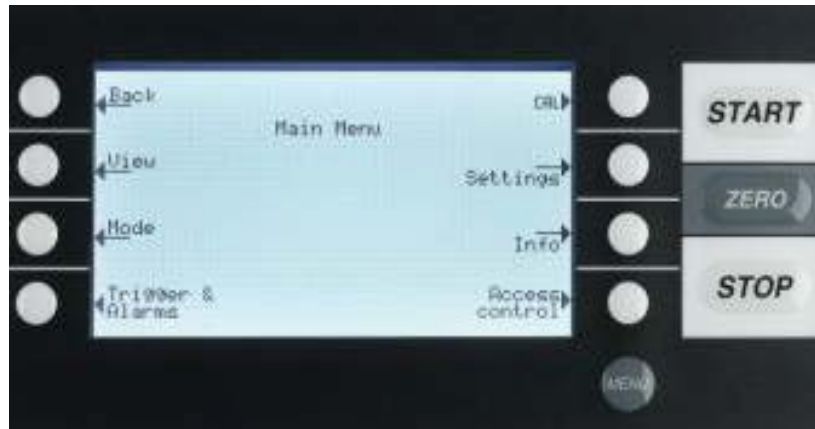 Back
CAL
Main Menu
View
Settings
Mode
Info
Trigger &
Alarms
Access
control
START
ZERO
STOP
MENU